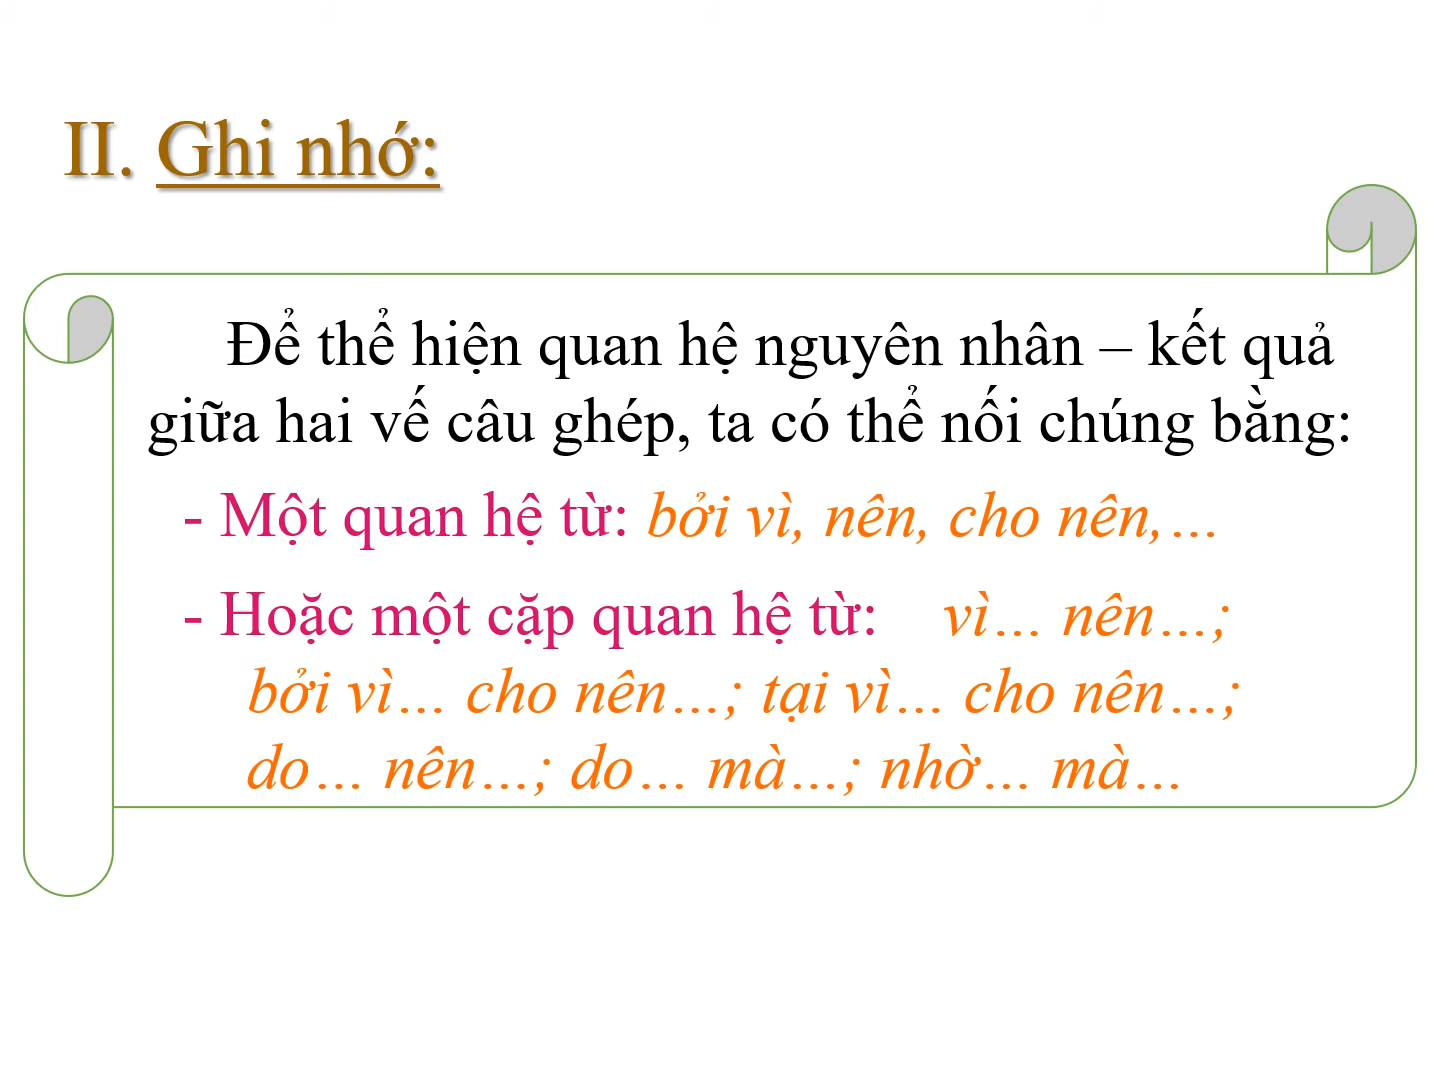 II. Ghi nhớ:
Để thể hiện quan hệ nguyên nhân – kết quả
giữa hai vế câu ghép, ta có thể nối chúng bằng:
- Một quan hệ từ: bởi vì, nên, cho nên,…
- Hoặc một cặp quan hệ từ: vì… nên…;
bởi vì… cho nên…; tại vì… cho nên…;
do… nên…; do… mà…; nhờ… mà…